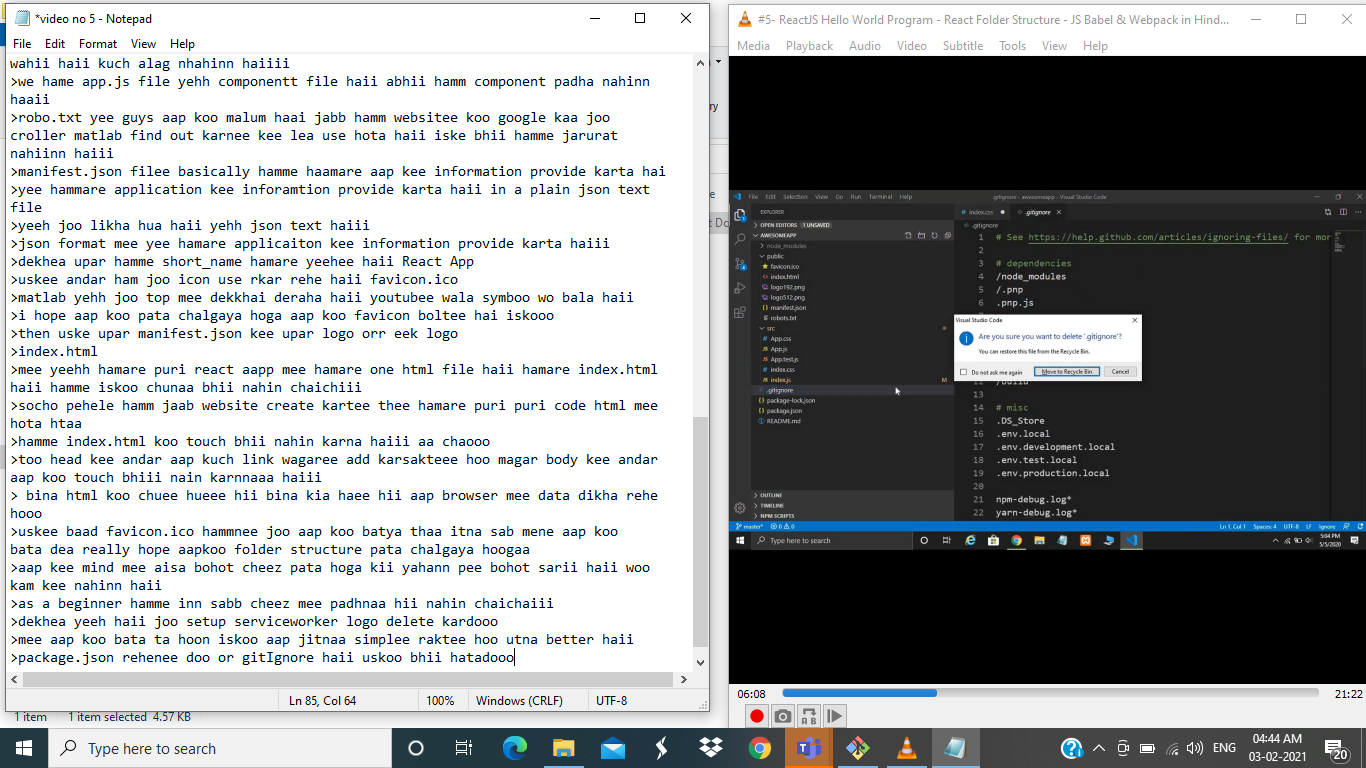 *video no 5 - Notepad
File Edit Format View Help
wahii haii kuch alag nhahinn haiiii
>we hame app.js file yehh componentt file haii abhii hamm component padha nahinn
haaii
>robo.txt yee guys aap koo malum haai jabb hamm websitee koo google kaa joo
croller matlab find out karnee kee lea use hota haii iske bhii hamme jarurat
nahiinn haiii
>manifest.json filee basically hamme haamare aap kee information provide karta hai
>yee hammare application kee inforamtion provide karta haii in a plain json text
file
>yeeh joo likha hua haii yehh json text haiii
>json format mee yee hamare applicaiton kee information provide karta haiii
>dekhea upar hamme short_name hamare yeehee haii React App
>uskee andar ham joo icon use rkar rehe haii favicon.ico
>matlab yehh joo top mee dekkhai deraha haii youtubee wala symboo wo bala haii
>i hope aap koo pata chalgaya hoga aap koo favicon boltee hai iskooo
>then uske upar manifest.json kee upar logo orr eek logo
>index.html
>mee yeehh hamare puri react aapp mee hamare one html file haii hamare index.html
haii hamme iskoo chunaa bhii nahin chaichiii
>socho pehele hamm jaab website create kartee thee hamare puri puri code html mee
hota htaa
>hamme index.html koo touch bhii nahin karna haiii aa chaooo
>too head kee andar aap kuch link wagaree add karsakteee hoo magar body kee andar
aap koo touch bhiii nain karnnaaa haiii
> bina html koo chuee hueee hii bina kia haee hii aap browser mee data dikha rehe
hooo
>uskee baad favicon.ico hammnee joo aap koo batya thaa itna sab mene aap koo
bata dea really hope aapkoo folder structure pata chalgaya hoogaa
>aap kee mind mee aisa bohot cheez pata hoga kii yahann pee bohot sarii haii woo
kam kee nahinn haii
>as a beginner hamme inn sabb cheez mee padhnaa hii nahin chaichaiii
>dekhea yeeh haii joo setup serviceworker logo delete kardooo
>mee aap koo bata ta hoon iskoo aap jitnaa simplee raktee hoo utna better haii
>package.json rehenee doo or gitIgnore haii uskoo bhii hatadooo
Ln 85, Col 64 100% Windows (CRLF) UTF-8
1 item 1 item selected 4.57 KB
#5- ReactJS Hello World Program - React Folder Structure - JS Babel & Webpack in Hind...
Media Playback Audio Video Subtitle Tools View Help
File Edit Selection View Go Run Terminal Help
.gitignore - awesomeapp - Visual Studio Code
EXPLORER
OPEN EDITORS 1 UNSAVED
AWESOMEAPP
node_modules
public
favicon.ico
index.html
logo192.png
logo512.png
manifest.json
robots.txt
src
App.css
App.js
App.test.js
index.css
index.js M
.gitignore
package-lock.json
package.json
README.md
OUTLINE
TIMELINE
NPM SCRIPTS
index.css .gitignore
.gitignore
1 # See https://help.github.com/articles/ignoring-files/ for mor
2
3 # dependencies
4 /node_modules
5 /.pnp
6 .pnp.js
Visual Studio Code
Are you sure you want to delete '.gitignore'?
You can restore this file from the Recycle Bin.
Do not ask me again Move to Recycle Bin Cancel
12 /build
13
14 # misc
15 .DS_Store
16 .env.local
17 .env.development.local
18 .env.test.local
19 .env.production.local
20
21 npm-debug.log*
22 yarn-debug.log*
master* 0 0 Ln 1, Col 1 Spaces: 4 UTF-8 LF Ignore
Type here to search
5:04 PM
5/5/2020
06:08 21:22
Type here to search
ENG
04:44 AM
03-02-2021
20